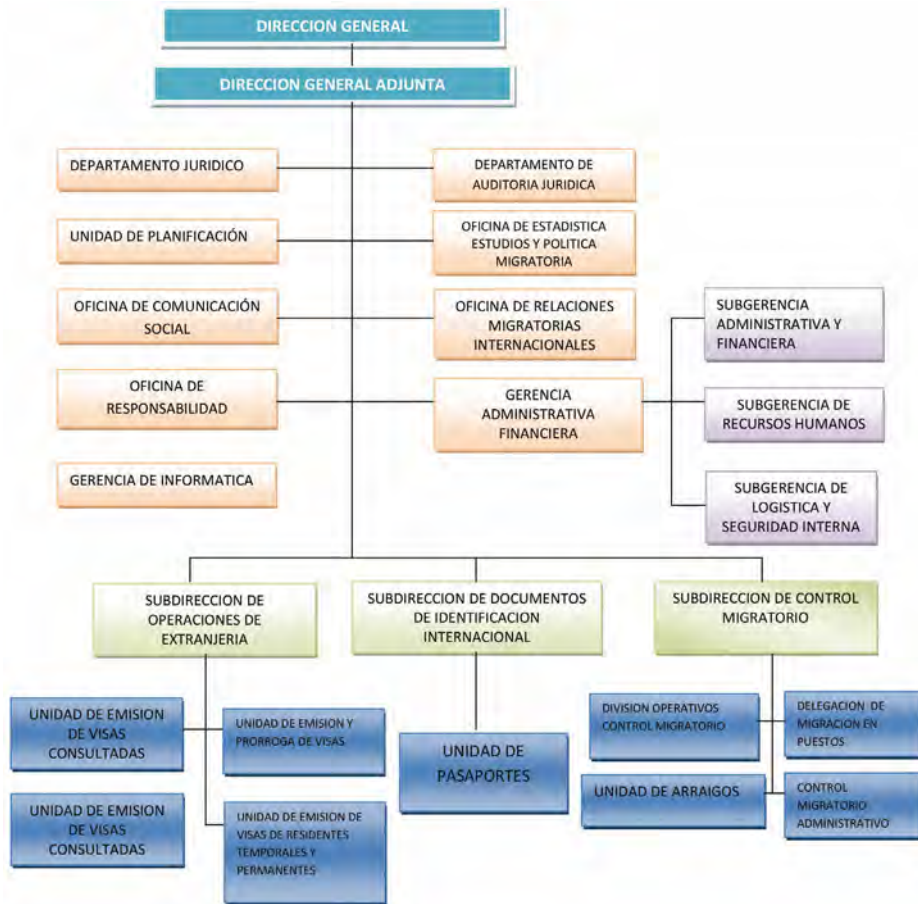 DIRECCION GENERAL
DIRECCION GENERAL ADJUNTA
DEPARTAMENTO JURIDICO
DEPARTAMENTO DE
AUDITORIA JURIDICA
UNIDAD DE PLANIFICACIÓN
OFICINA DE ESTADISTICA
ESTUDIOS Y POLITICA
MIGRATORIA
OFICINA DE COMUNICACIÓN
SOCIAL
OFICINA DE RELACIONES
MIGRATORIAS
INTERNACIONALES
SUBGERENCIA
ADMINISTRATIVA Y
FINANCIERA
OFICINA DE
RESPONSABILIDAD
GERENCIA
ADMINISTRATIVA
FINANCIERA
SUBGERENCIA DE
RECURSOS HUMANOS
GERENCIA DE INFORMATICA
SUBGERENCIA DE
LOGISTICA Y
SEGURIDAD INTERNA
SUBDIRECCION DE
OPERACIONES DE
EXTRANJERIA
SUBDIRECCION DE DOCUMENTOS
DE IDENTIFICACION
INTERNACIONAL
SUBDIRECCION DE CONTROL
MIGRATORIO
UNIDAD DE EMISION
DE VISAS
CONSULTADAS
UNIDAD DE EMISION Y
PRORROGA DE VISAS
UNIDAD DE
PASAPORTES
DIVISION OPERATIVOS
CONTROL MIGRATORIO
DELEGACION DE
MIGRACION EN
PUESTOS
UNIDAD DE EMISION
DE VISAS
CONSULTADAS
UNIDAD DE EMISION DE
VISAS DE RESIDENTES
TEMPORALES Y
PERMANENTES
UNIDAD DE ARRAIGOS
CONTROL
MIGRATORIO
ADMINISTRATIVO